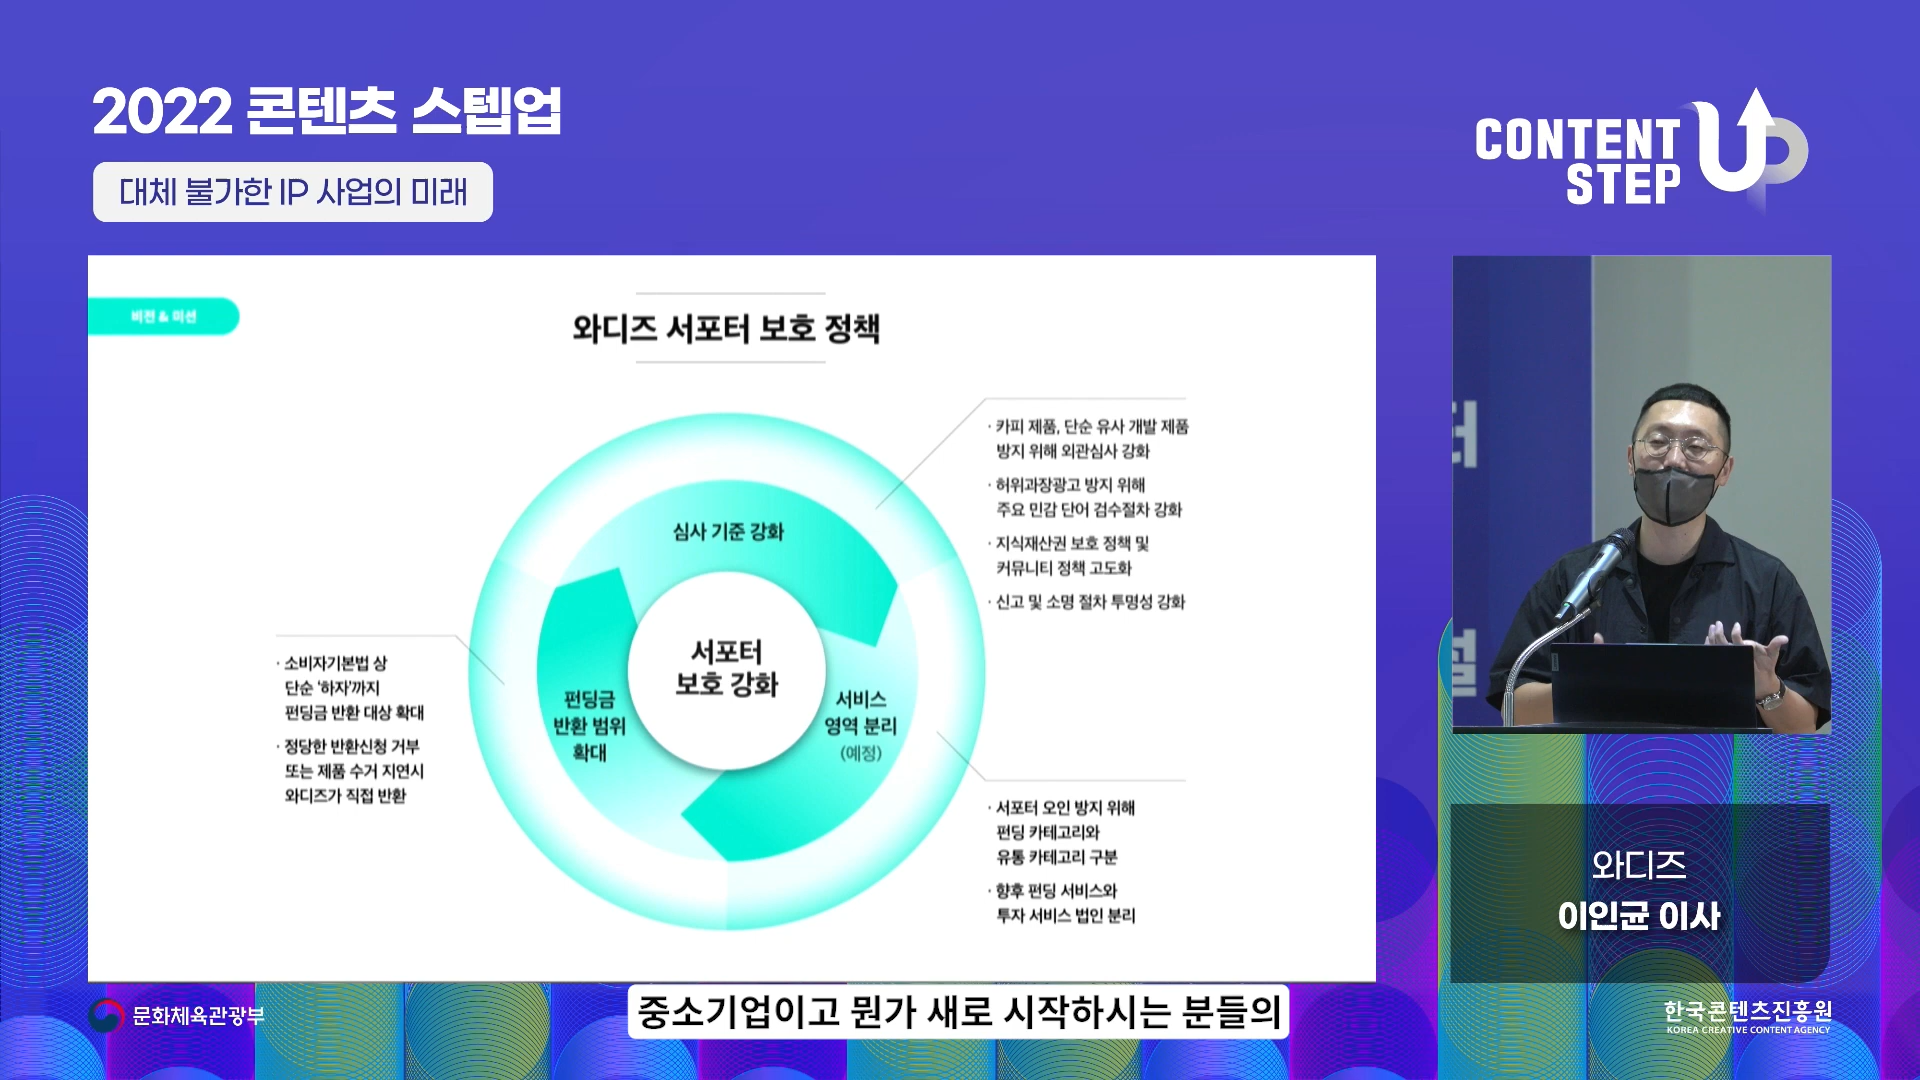 2022 콘텐츠 스텝업
대체 불가한 IP 사업의 미래
CONTENT
STEP
UP
비전 & 미션
와디즈 서포터 보호 정책
심사 기준 강화
· 카피 제품, 단순 유사 개발 제품
방지 위해 외관심사 강화
· 허위과장광고 방지 위해
주요 민감 단어 검수절차 강화
· 지식재산권 보호 정책 및
커뮤니티 정책 고도화
· 신고 및 소명 절차 투명성 강화
서포터
보호 강화
· 소비자기본법 상
단순 ‘하자’까지
펀딩금 반환 대상 확대
· 정당한 반환신청 거부
또는 제품 수거 지연시
와디즈가 직접 반환
펀딩금
반환 범위
확대
서비스
영역 분리
(예정)
· 서포터 오인 방지 위해
펀딩 카테고리와
유통 카테고리 구분
· 향후 펀딩 서비스와
투자 서비스 법인 분리
터
와디즈
이인균 이사
문화체육관광부
중소기업이고 뭔가 새로 시작하시는 분들의
한국콘텐츠진흥원
KOREA CREATIVE CONTENT AGENCY